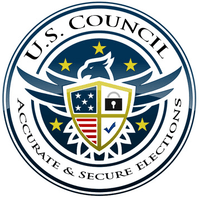 U.S. COUNCIL
ACCURATE & SECURE ELECTIONS